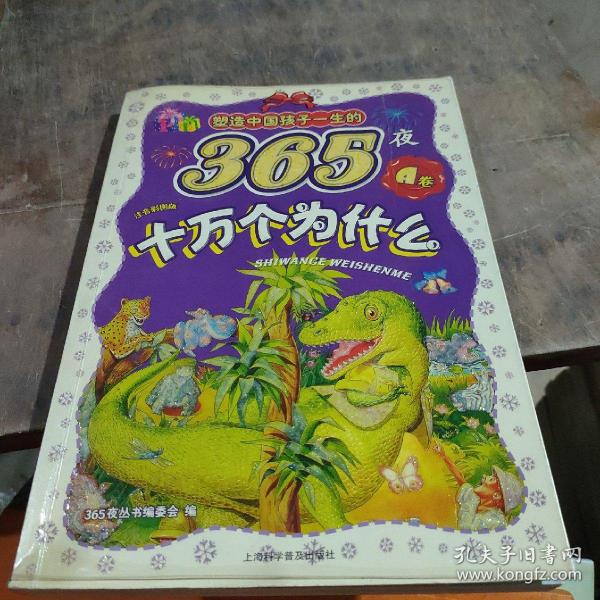 塑造中国孩子一生的
365夜
A卷
注音彩图版
十万个为什么
SHIWANGE WEISHENME
365夜丛书编委会 编
上海科学普及出版社
孔夫子旧书网
www.kongfz.com